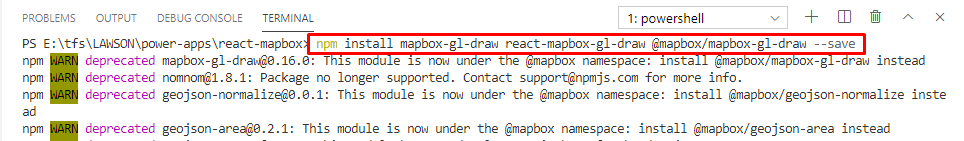 PROBLEMS OUTPUT DEBUG CONSOLE TERMINAL 1: powershell
PS E:\tfs\LAWSON\power-apps\react-mapbox> npm install mapbox-gl-draw react-mapbox-gl-draw @mapbox/mapbox-gl-draw --save
npm WARN deprecated mapbox-gl-draw@0.16.0: This module is now under the @mapbox namespace: install @mapbox/mapbox-gl-draw instead
npm WARN deprecated nomnom@1.8.1: Package no longer supported. Contact support@npmjs.com for more info.
npm WARN deprecated geojson-normalize@0.0.1: This module is now under the @mapbox namespace: install @mapbox/geojson-normalize inste
ad
npm WARN deprecated geojson-area@0.2.1: This module is now under the @mapbox namespace: install @mapbox/geojson-area instead